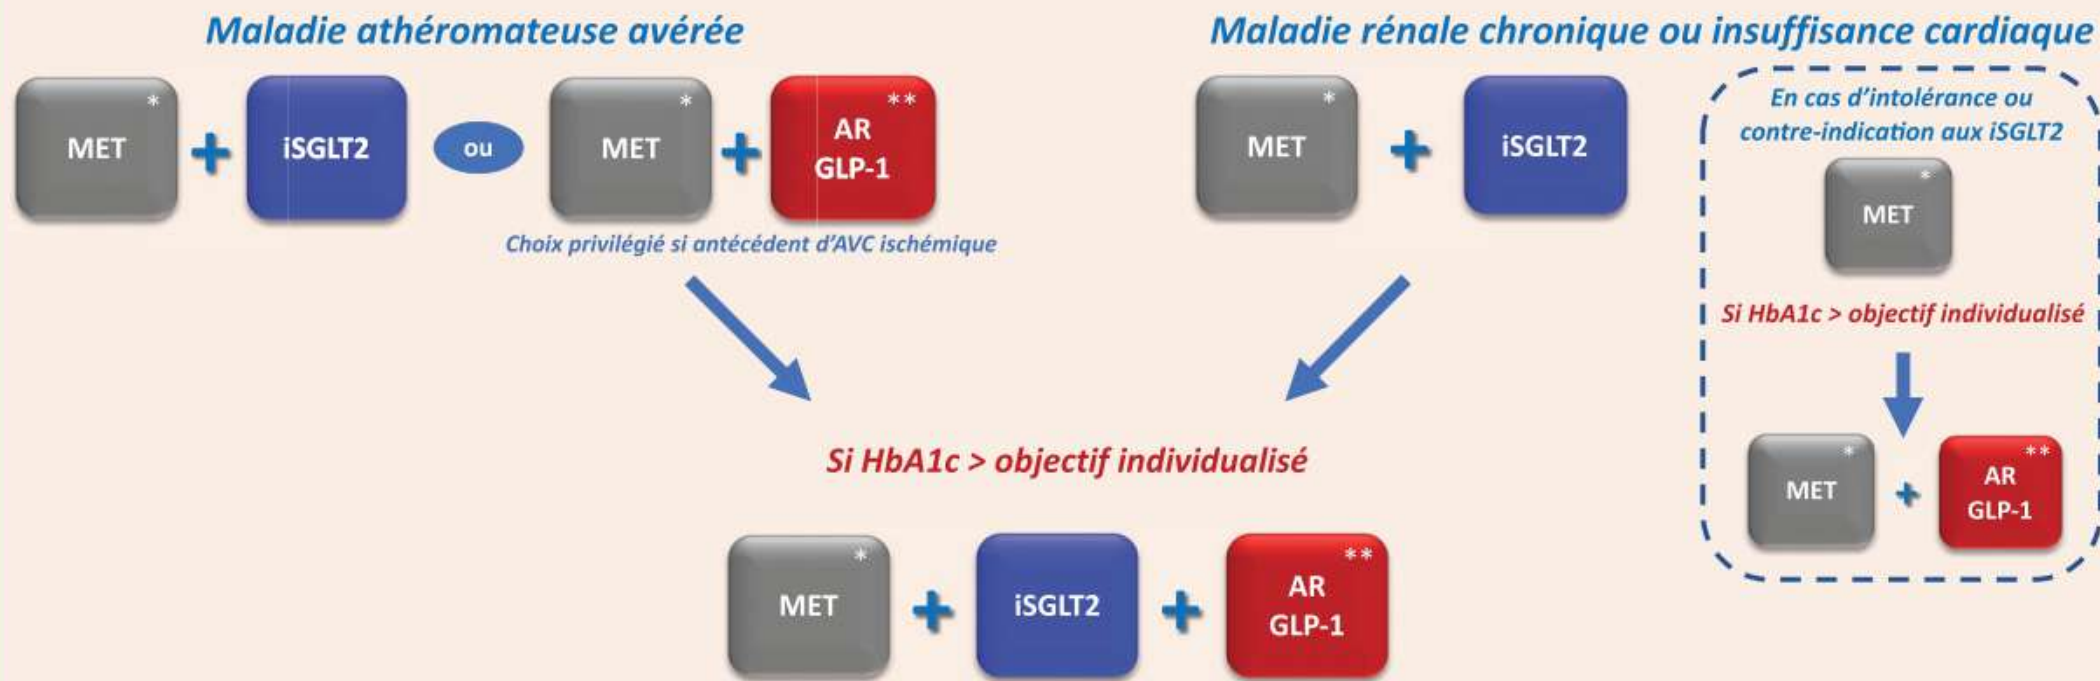 Maladie athéromateuse avérée
MET *
+
iSGLT2
ou
MET *
+
AR **
GLP-1
Choix privilégié si antécédent d'AVC ischémique
Maladie rénale chronique ou insuffisance cardiaque
MET *
+
iSGLT2
En cas d'intolérance ou
contre-indication aux iSGLT2
MET *
Si HbA1c > objectif individualisé
MET *
+
AR **
GLP-1
Si HbA1c > objectif individualisé
MET *
+
iSGLT2
+
AR **
GLP-1